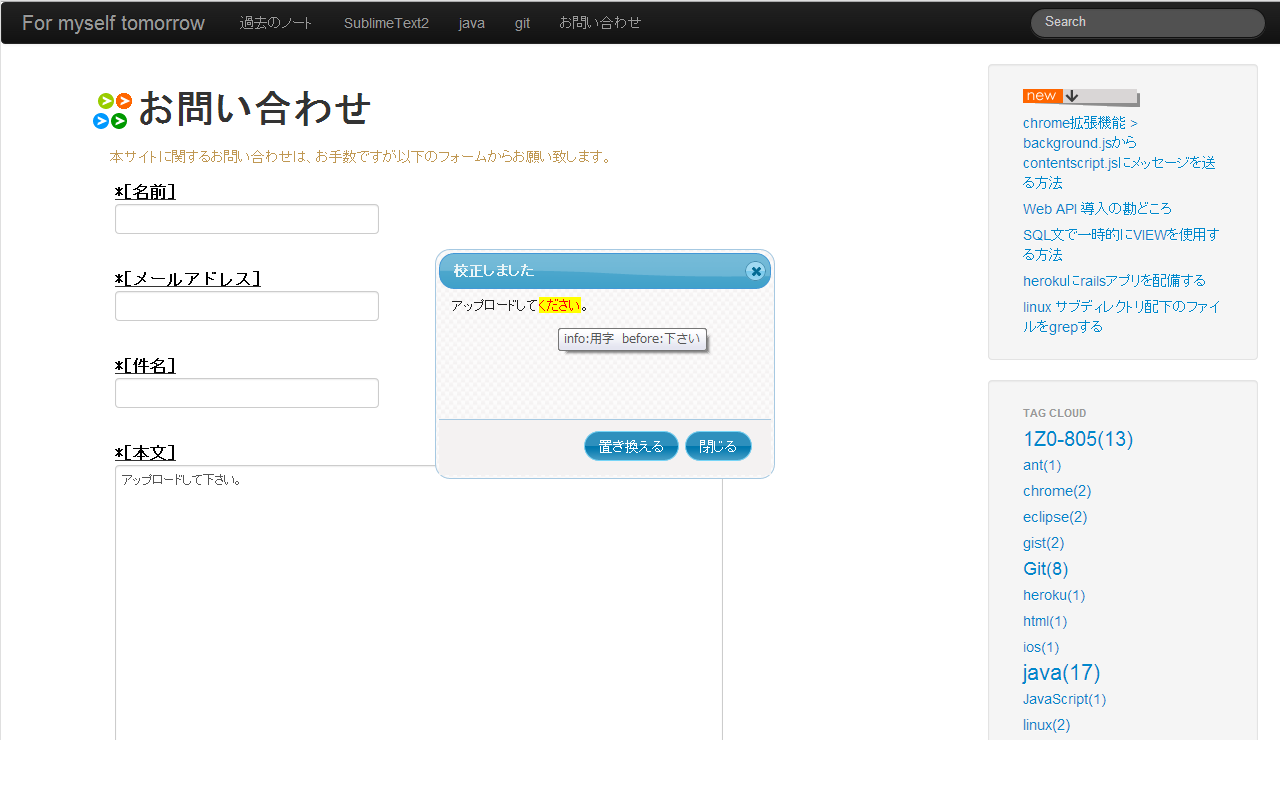 For myself tomorrow 過去のノート SublimeText2 java git お問い合わせ Search
お問い合わせ
本サイトに関するお問い合わせは、お手数ですが以下のフォームからお願い致します。
*[名前]
*[メールアドレス]
*[件名]
*[本文]
アップロードして下さい。
校正しました
アップロードしてください。
info:用字 before:下さい
置き換える 閉じる
new
chrome拡張機能 >
background.jsから
contentscript.jsにメッセージを送
る方法
Web API 導入の勘どころ
SQL文で一時的にVIEWを使用す
る方法
herokuにrailsアプリを配備する
linux サブディレクトリ配下のファイ
ルをgrepする
TAG CLOUD
1Z0-805(13)
ant(1)
chrome(2)
eclipse(2)
gist(2)
Git(8)
heroku(1)
html(1)
ios(1)
java(17)
JavaScript(1)
linux(2)